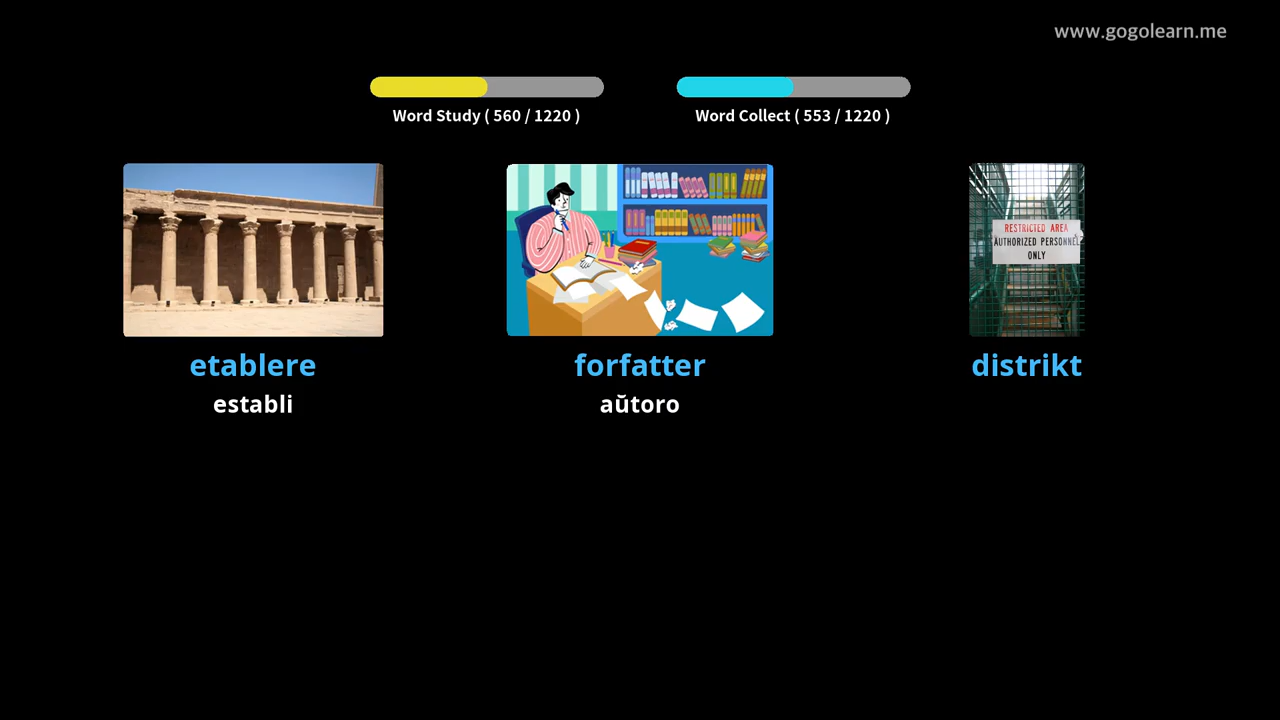 www.gogolearn.me
Word Study ( 560 / 1220 )
Word Collect ( 553 / 1220 )
RESTRICTED AREA
AUTHORIZED PERSONNEL
ONLY
etablere
forfatter
distrikt
establi
aŭtoro